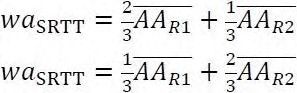 wa_SRTT = 2/3 \overline{AA_{R1}} + 1/3 \overline{AA_{R2}}
wa_SRTT = 1/3 \overline{AA_{R1}} + 2/3 \overline{AA_{R2}}